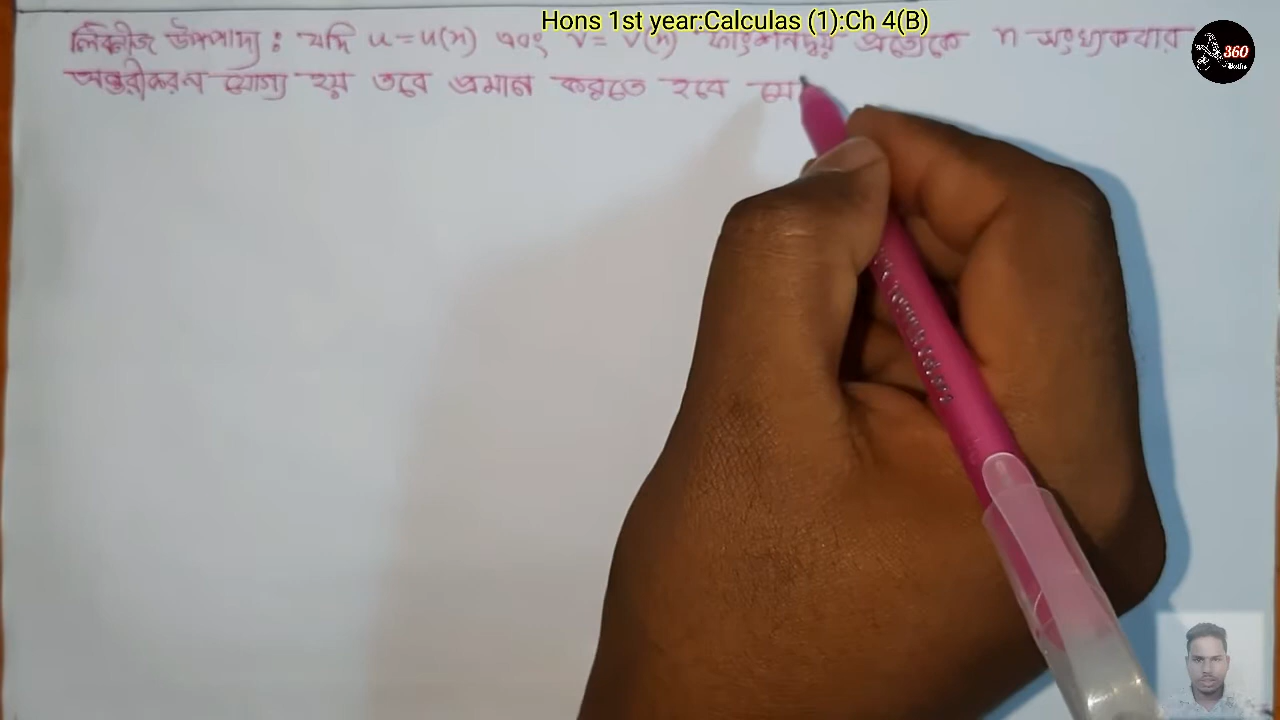 Hons 1st year:Calculas (1):Ch 4(B)
লিবনীজ উপপাদ্য : যদি u = u(x) এবং v = v(x) ফাংশনদ্বয় প্রত্যেকে n সংখ্যকবার
অন্তরীকরণ যোগ্য হয় তবে প্রমান করতে হবে যে
360
Maths